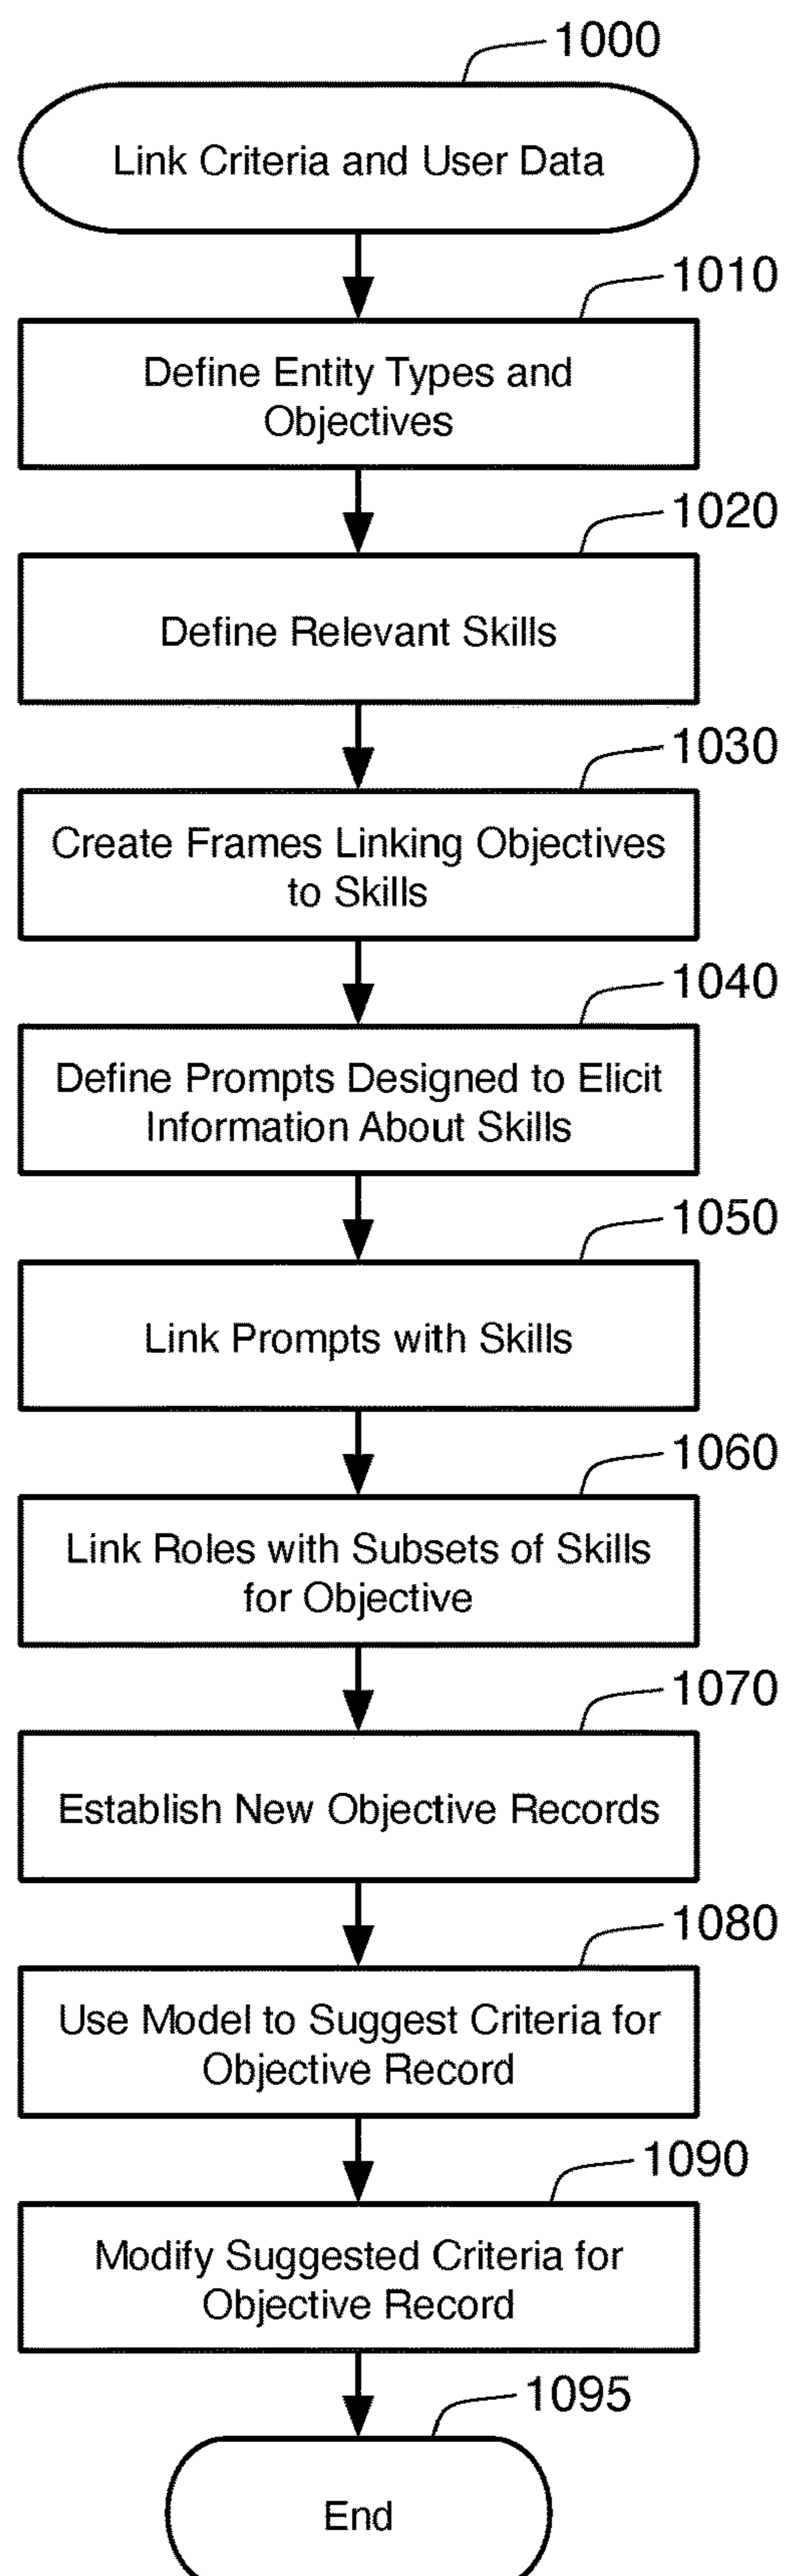 1000
Link Criteria and User Data
1010
Define Entity Types and
Objectives
1020
Define Relevant Skills
1030
Create Frames Linking Objectives
to Skills
1040
Define Prompts Designed to Elicit
Information About Skills
1050
Link Prompts with Skills
1060
Link Roles with Subsets of Skills
for Objective
1070
Establish New Objective Records
1080
Use Model to Suggest Criteria for
Objective Record
1090
Modify Suggested Criteria for
Objective Record
1095
End